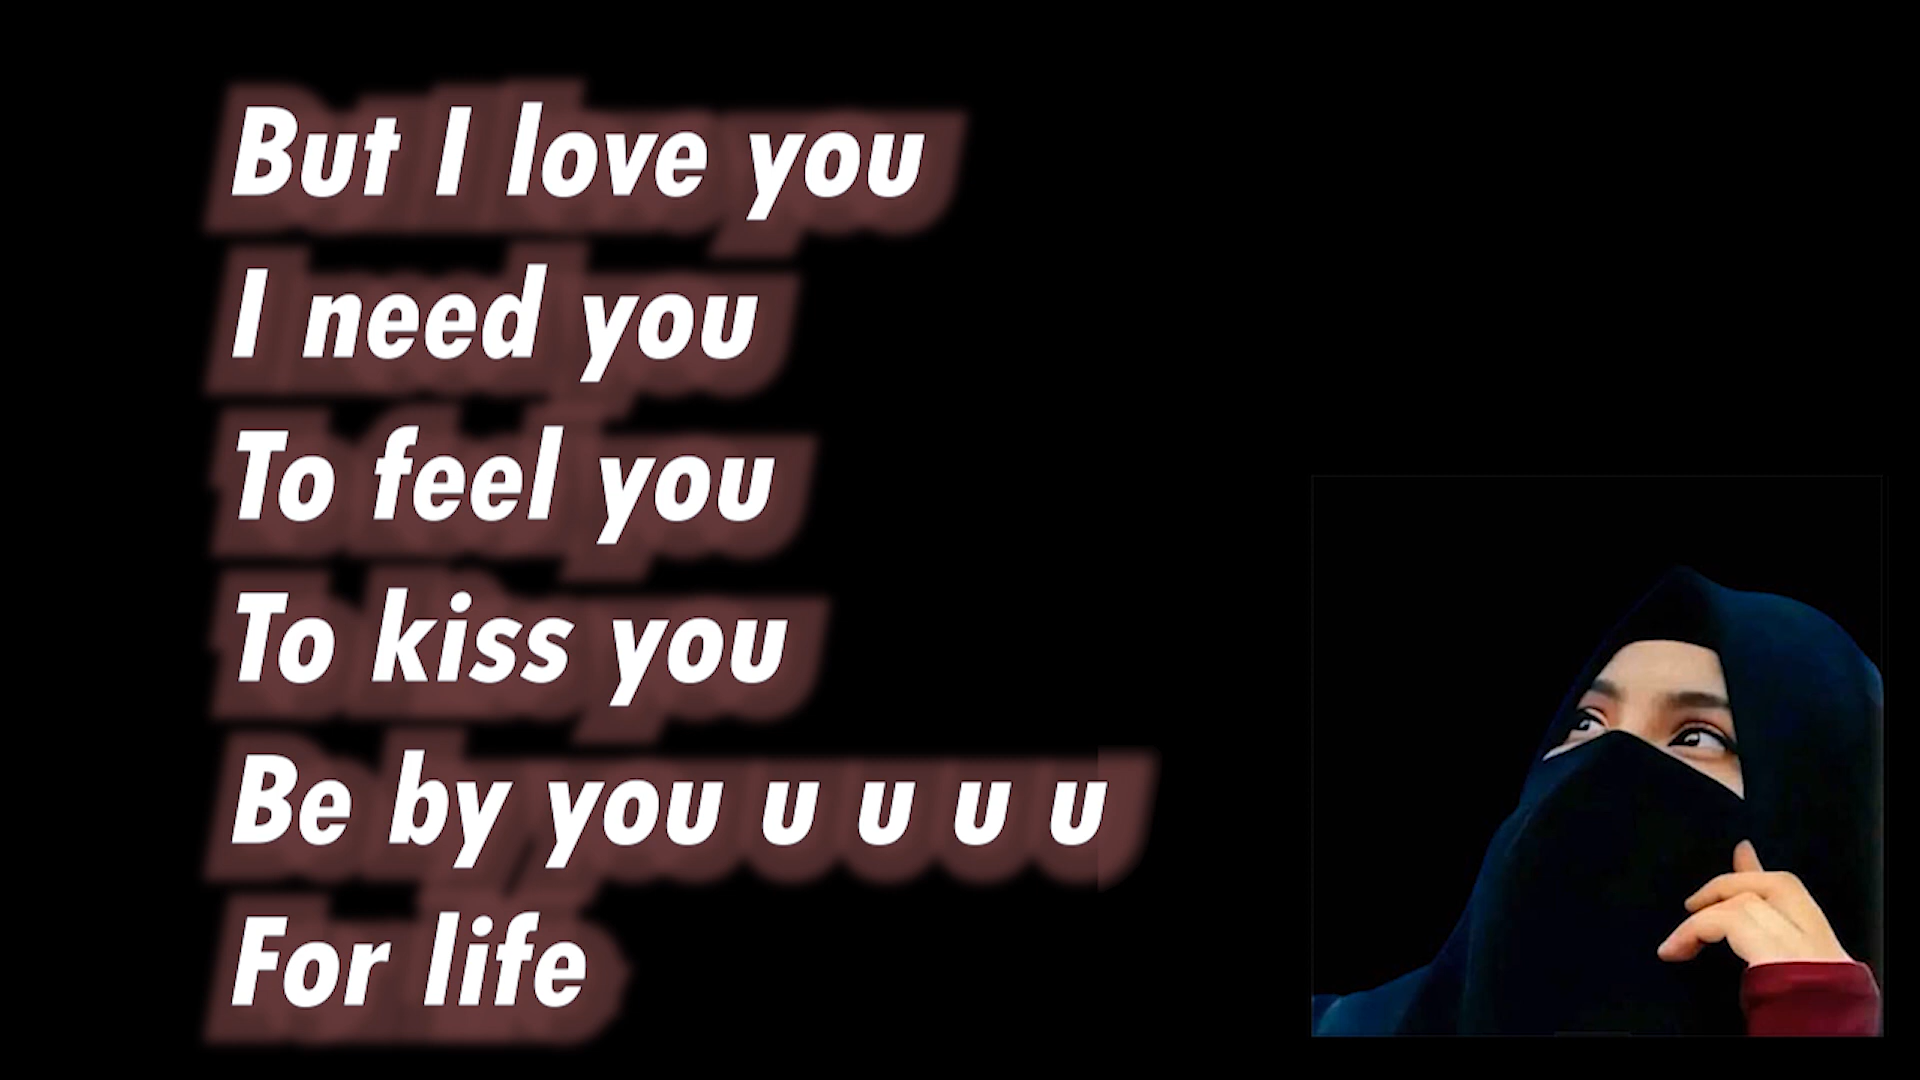 But I love you
I need you
To feel you
To kiss you
Be by you u u u u
For life